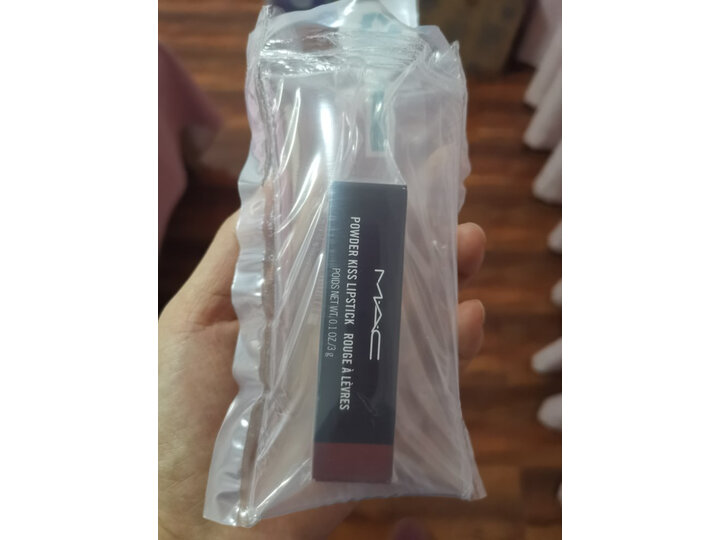 M·A·C
POWDER KISS LIPSTICK ROUGE À LÈVRES
POIDS NET WT. 0.1 OZ./3 g